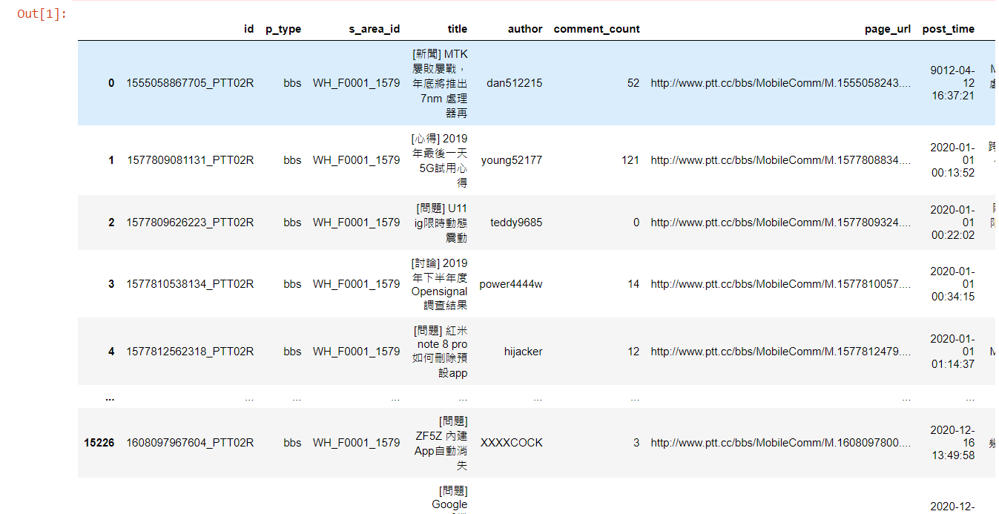 Out[1]:
id p_type s_area_id title author comment_count page_url post_time
[新聞] MTK
屢敗屢戰，
年底將推出
7nm 處理
器再
0 1555058867705_PTT02R bbs WH_F0001_1579 dan512215 52 http://www.ptt.cc/bbs/MobileComm/M.1555058243....
9012-04-
12
16:37:21
[心得] 2019
年最後一天
5G試用心
得
1 1577809081131_PTT02R bbs WH_F0001_1579 young52177 121 http://www.ptt.cc/bbs/MobileComm/M.1577808834....
2020-01-
01
00:13:52
[問題] U11
ig限時動態
震動
2 1577809626223_PTT02R bbs WH_F0001_1579 teddy9685 0 http://www.ptt.cc/bbs/MobileComm/M.1577809324....
2020-01-
01
00:22:02
[討論] 2019
年下半年度
Opensignal
調查結果
3 1577810538134_PTT02R bbs WH_F0001_1579 power4444w 14 http://www.ptt.cc/bbs/MobileComm/M.1577810057....
2020-01-
01
00:34:15
[問題] 紅米
note 8 pro
如何刪除預
設app
4 1577812562318_PTT02R bbs WH_F0001_1579 hijacker 12 http://www.ptt.cc/bbs/MobileComm/M.1577812479....
2020-01-
01
01:14:37
... ... ... ... ... ... ... ... ...
[問題]
ZF5Z 內建
App自動消
失
15226 1608097967604_PTT02R bbs WH_F0001_1579 XXXXCOCK 3 http://www.ptt.cc/bbs/MobileComm/M.1608097800....
2020-12-
16
13:49:58
[問題]
Google
2020-12-